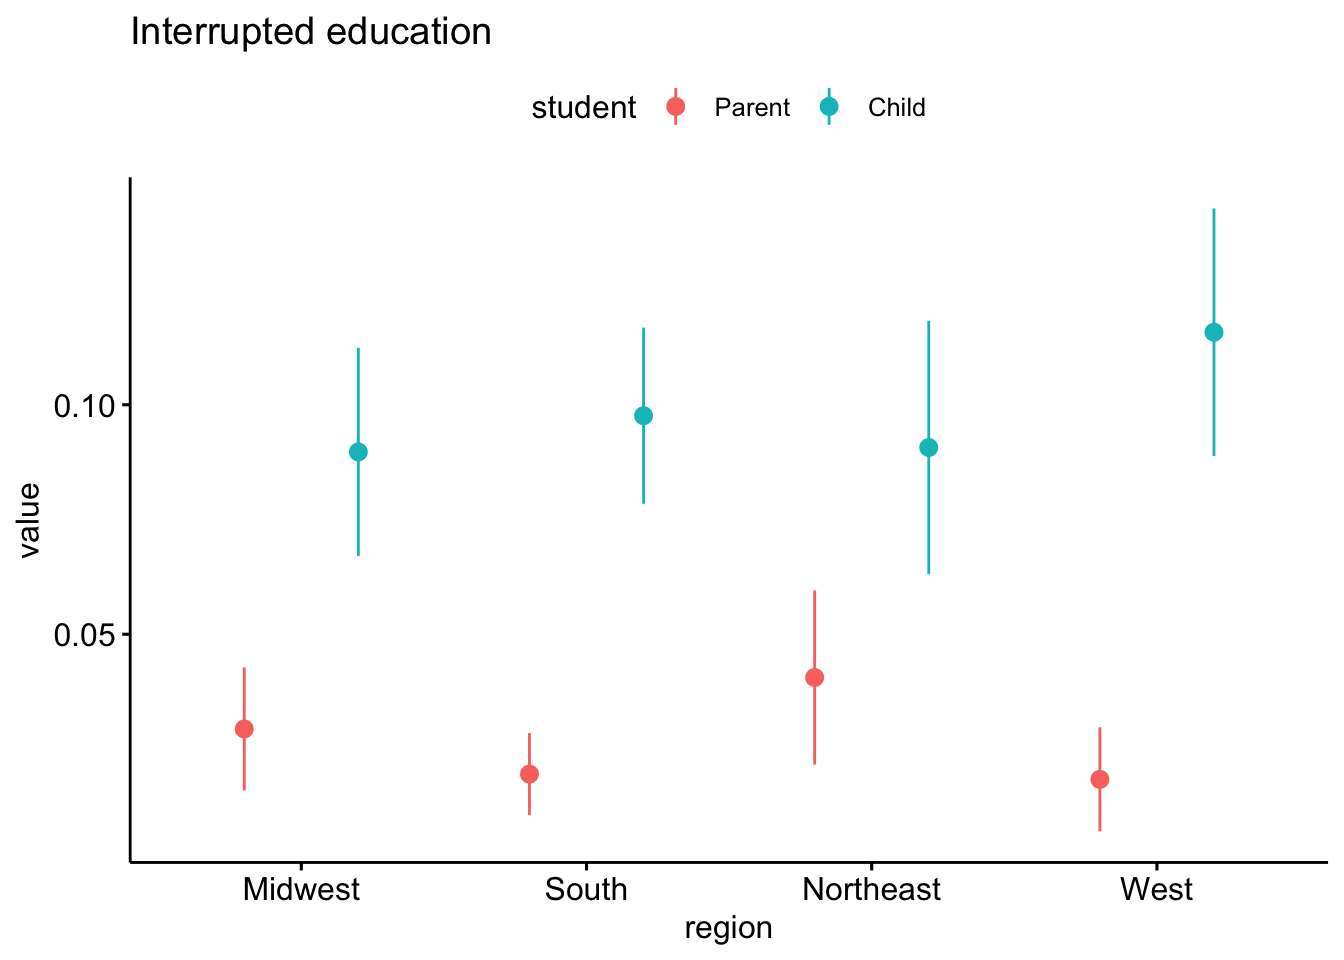 Interrupted education
student Parent Child
0.10
0.05
value
Midwest South Northeast West
region